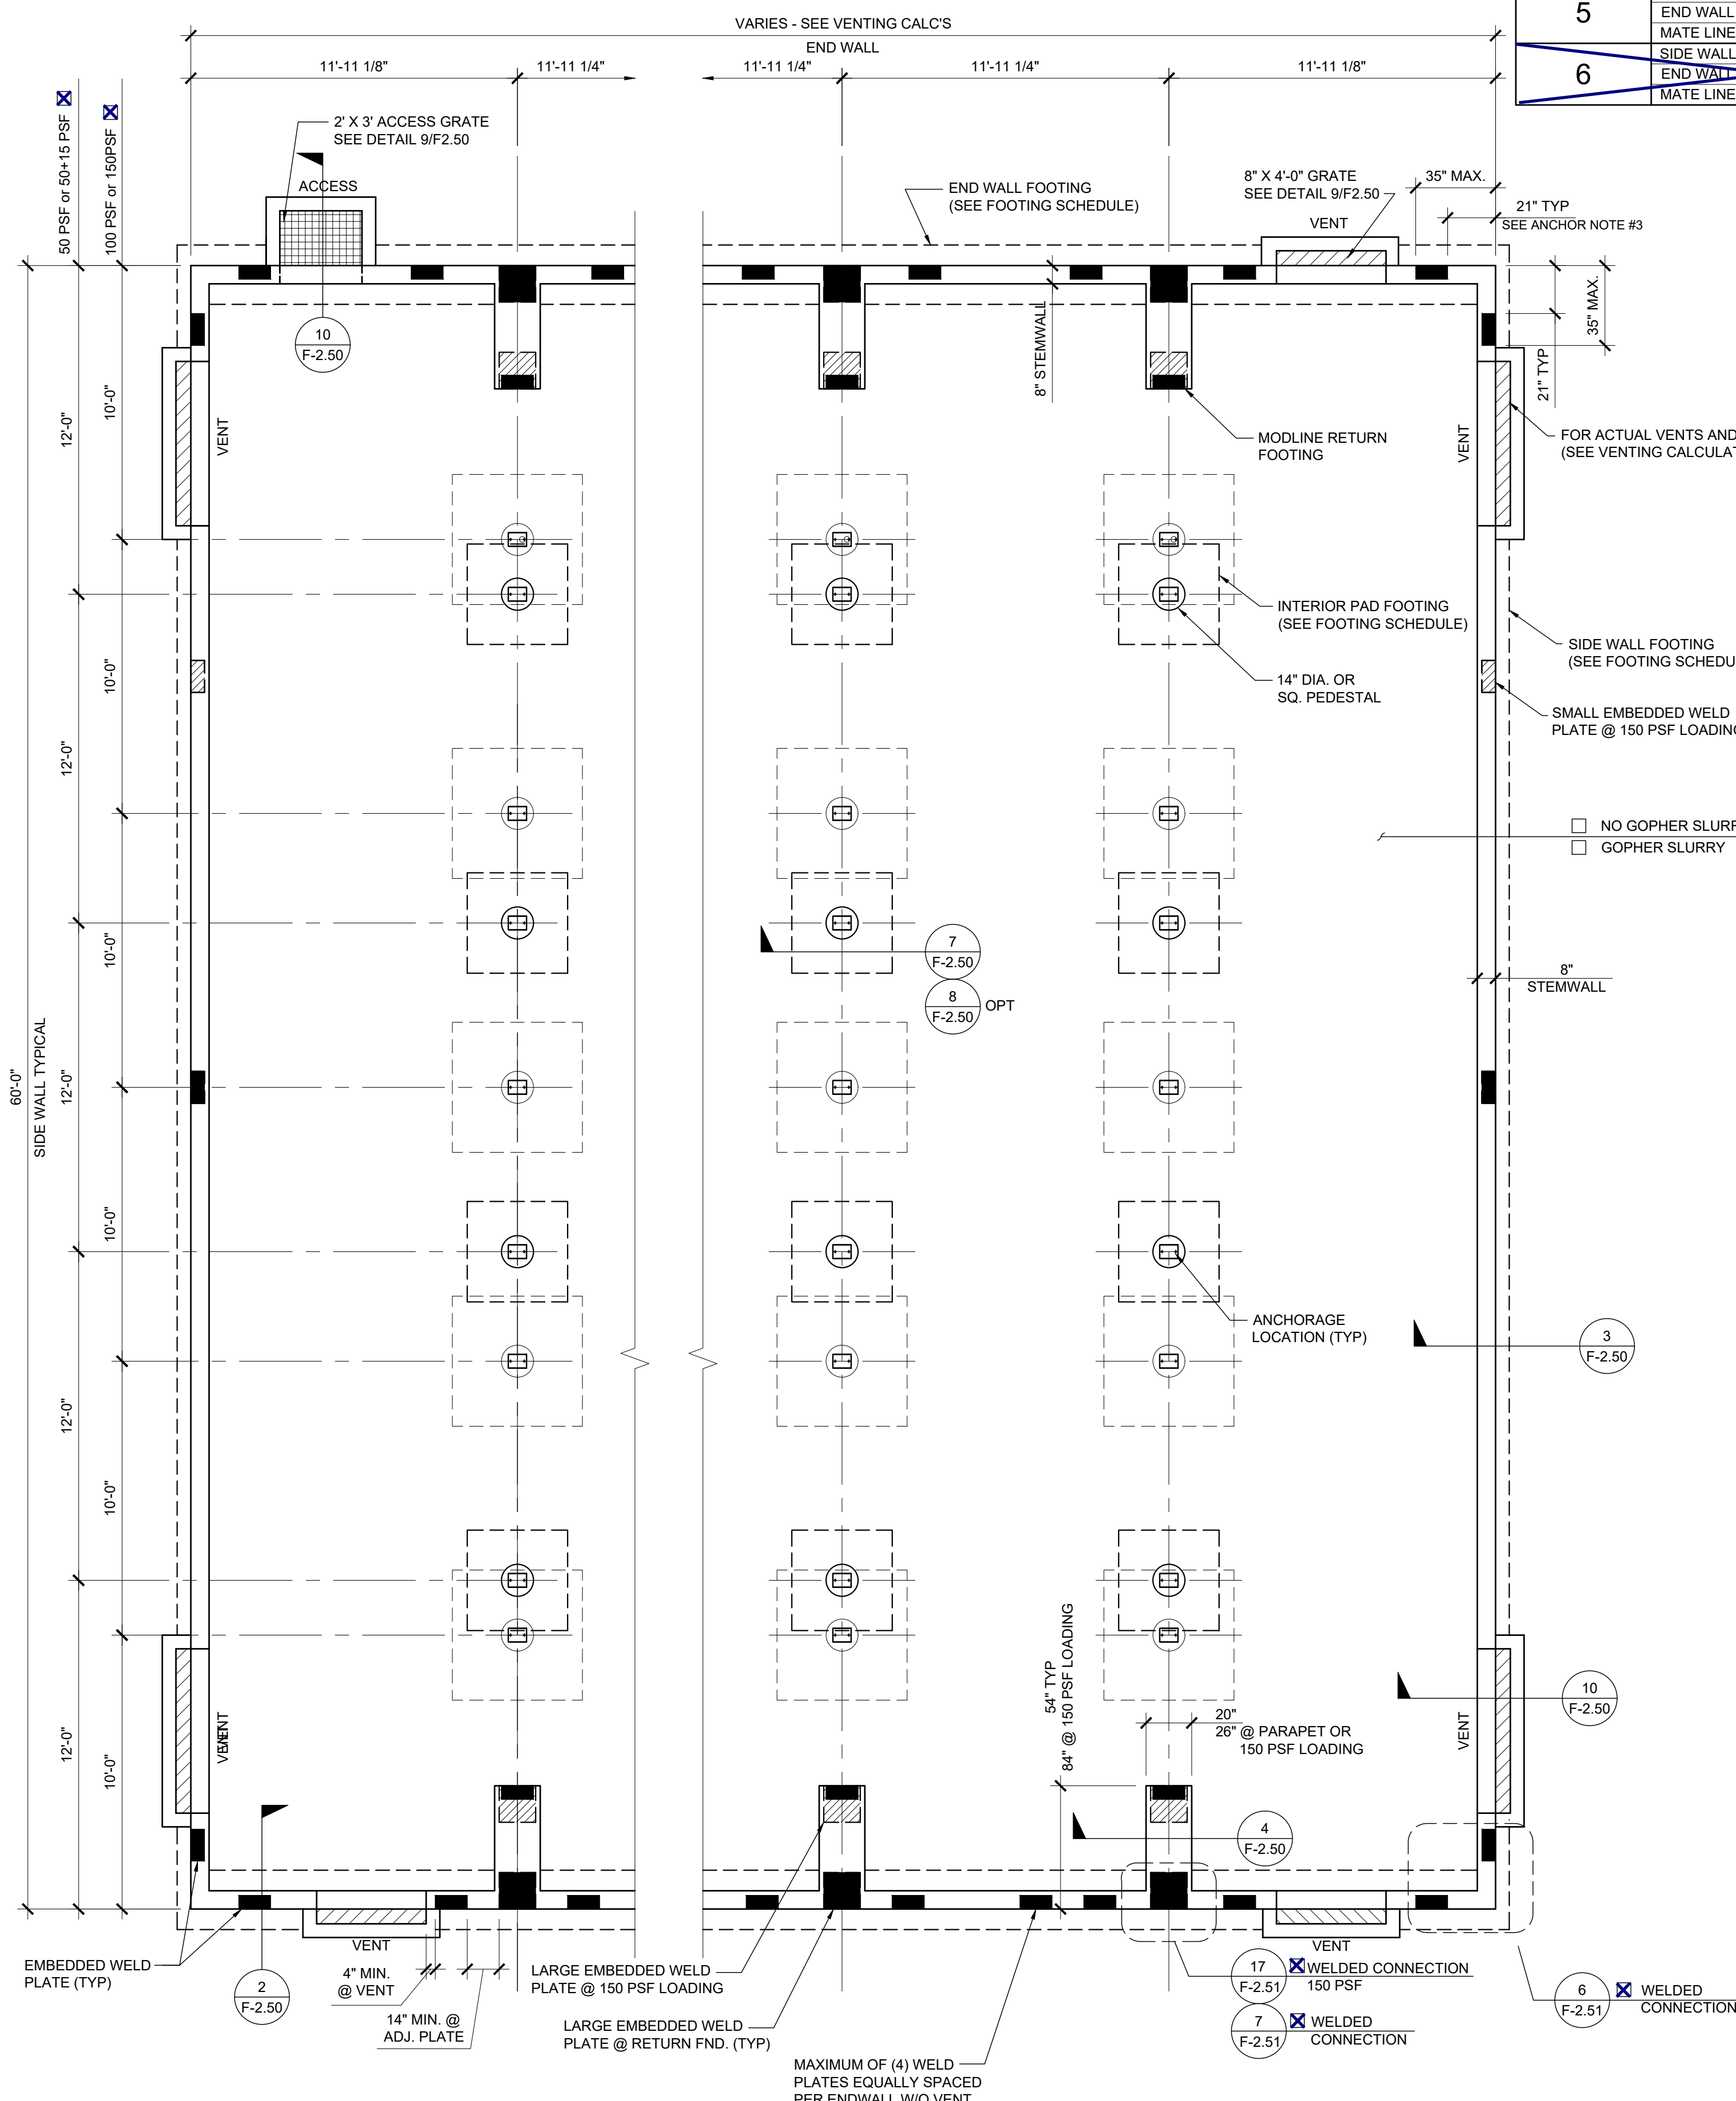 VARIES - SEE VENTING CALC'S
END WALL
11'-11 1/8"
11'-11 1/4"
11'-11 1/4"
11'-11 1/4"
11'-11 1/8"
5
END WALL
MATE LINE
SIDE WALL
6
END WALL
MATE LINE
50 PSF or 50+15 PSF
100 PSF or 150PSF
2' X 3' ACCESS GRATE
SEE DETAIL 9/F2.50
ACCESS
END WALL FOOTING
(SEE FOOTING SCHEDULE)
8" X 4'-0" GRATE
SEE DETAIL 9/F2.50
VENT
35" MAX.
21" TYP
SEE ANCHOR NOTE #3
35" MAX.
21" TYP
10
F-2.50
8" STEMWALL
MODLINE RETURN
FOOTING
VENT
VENT
FOR ACTUAL VENTS AND
(SEE VENTING
12'-0"
10'-0"
INTERIOR PAD FOOTING
(SEE FOOTING SCHEDULE)
14" DIA. OR
SQ. PEDESTAL
SIDE WALL FOOTING
(SEE FOOTING
SMALL EMBEDDED WELD
PLATE @ 150 PSF
10'-0"
12'-0"
NO GOPHER
GOPHER SLURRY
10'-0"
7
F-2.50
8
F-2.50
OPT
8"
STEMWALL
60'-0"
SIDE WALL TYPICAL
12'-0"
10'-0"
ANCHORAGE
LOCATION (TYP)
3
F-2.50
12'-0"
10'-0"
54" TYP
84" @ 150 PSF LOADING
20"
26" @ PARAPET OR
150 PSF LOADING
10
F-2.50
VENT
VENT
VENT
12'-0"
10'-0"
4
F-2.50
EMBEDDED WELD
PLATE (TYP)
2
F-2.50
VENT
4" MIN.
@ VENT
14" MIN. @
ADJ. PLATE
LARGE EMBEDDED WELD
PLATE @ 150 PSF LOADING
LARGE EMBEDDED WELD
PLATE @ RETURN FND. (TYP)
MAXIMUM OF (4) WELD
PLATES EQUALLY SPACED
PER ENDWALL W/O VENT
VENT
17
F-2.51
WELDED CONNECTION
150 PSF
7
F-2.51
WELDED
CONNECTION
6
F-2.51
WELDED
CONNECTION